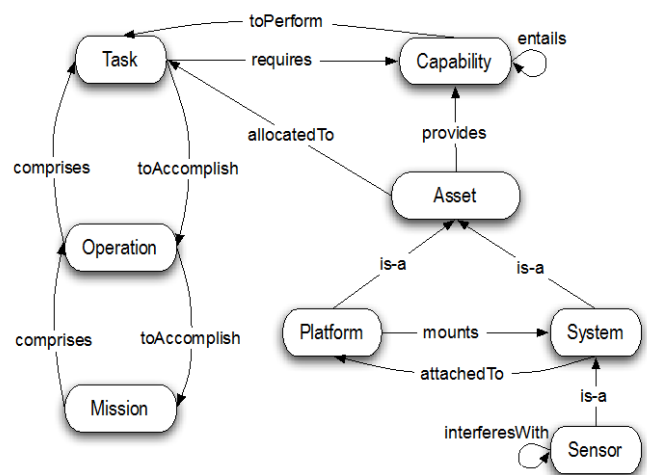 toPerform
entails
Task
requires
Capability
allocatedTo
provides
comprises
toAccomplish
Asset
Operation
is-a
is-a
Platform
mounts
System
comprises
toAccomplish
attachedTo
is-a
Mission
interferesWith
Sensor